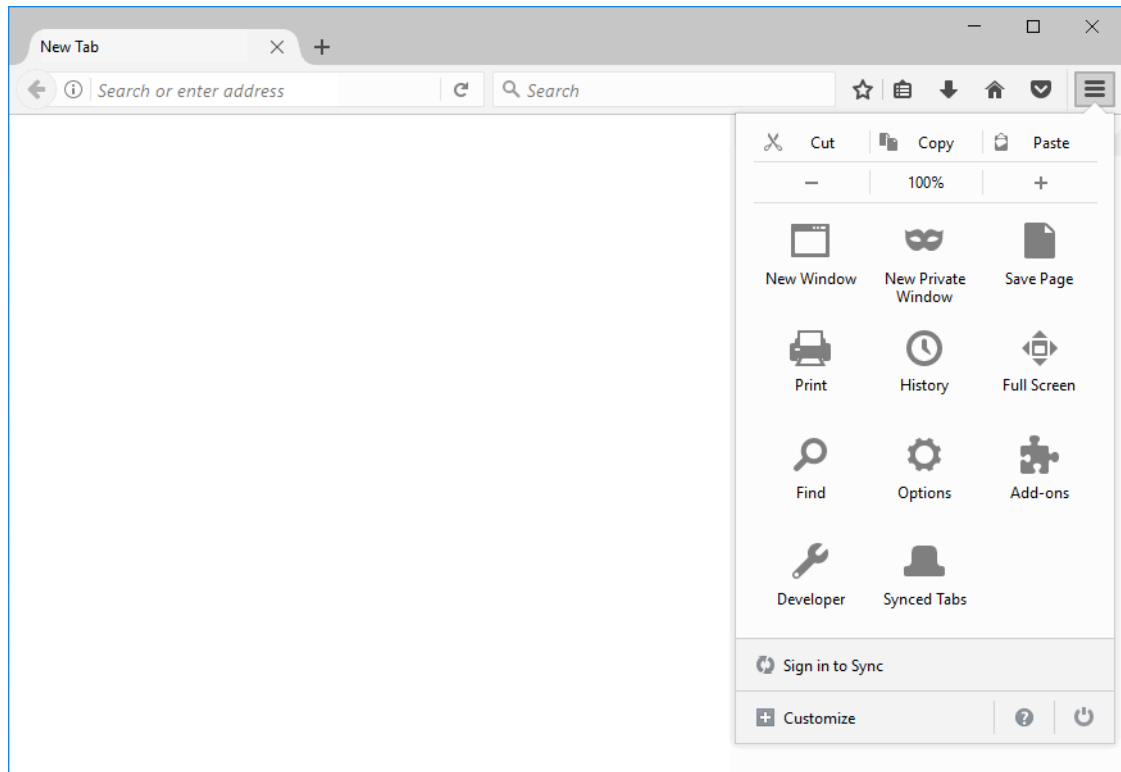 New Tab
Search or enter address
Search
Cut Copy Paste
100%
New Window New Private Window Save Page
Print History Full Screen
Find Options Add-ons
Developer Synced Tabs
Sign in to Sync
Customize